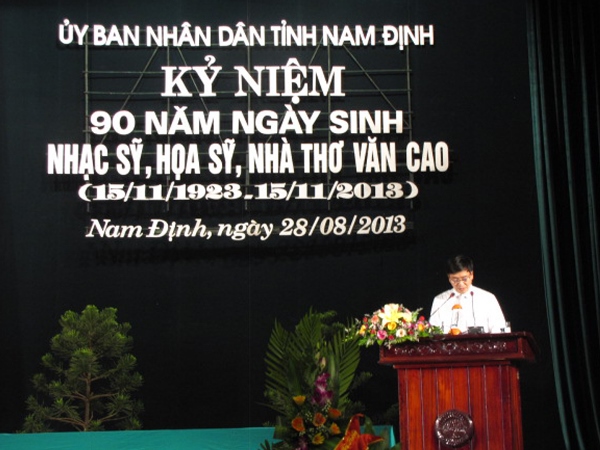 ỦY BAN NHÂN DÂN TỈNH NAM ĐỊNH
KỶ NIỆM
90 NĂM NGÀY SINH
NHẠC SỸ, HỌA SỸ, NHÀ THƠ VĂN CAO
(15/11/1923-15/11/2013)
Nam Định, ngày 28/08/2013